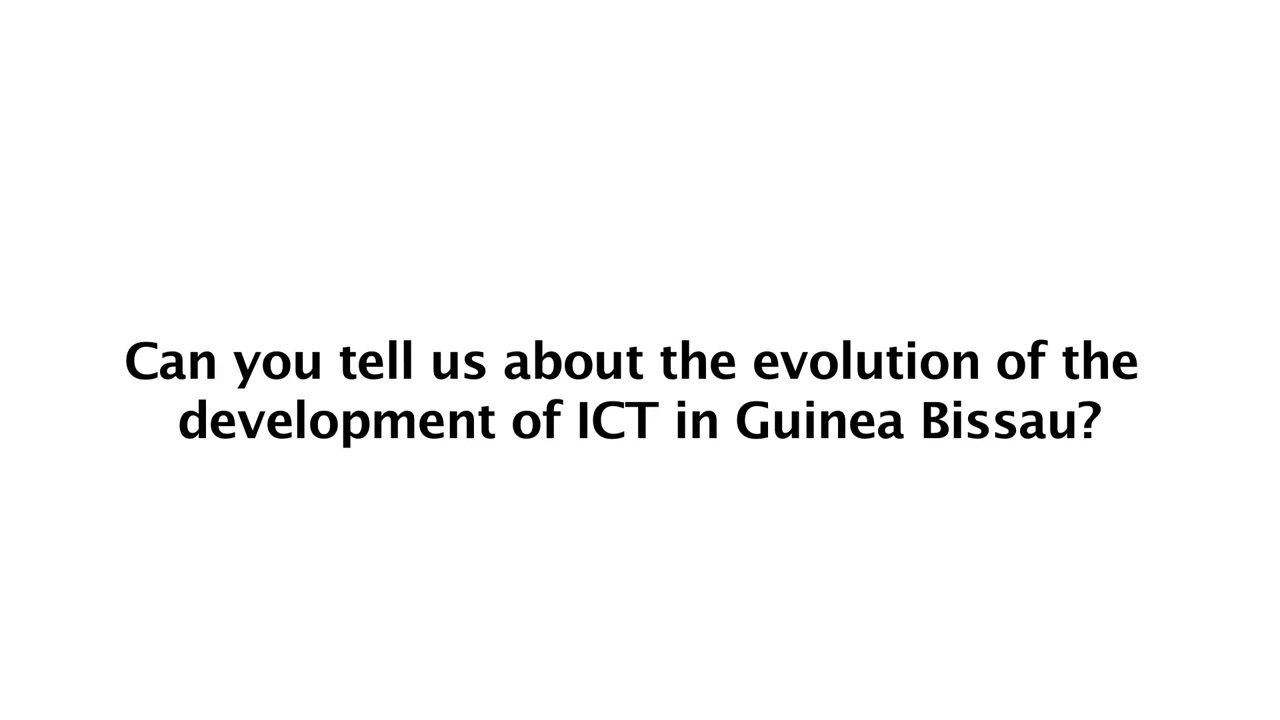 Can you tell us about the evolution of the
development of ICT in Guinea Bissau?